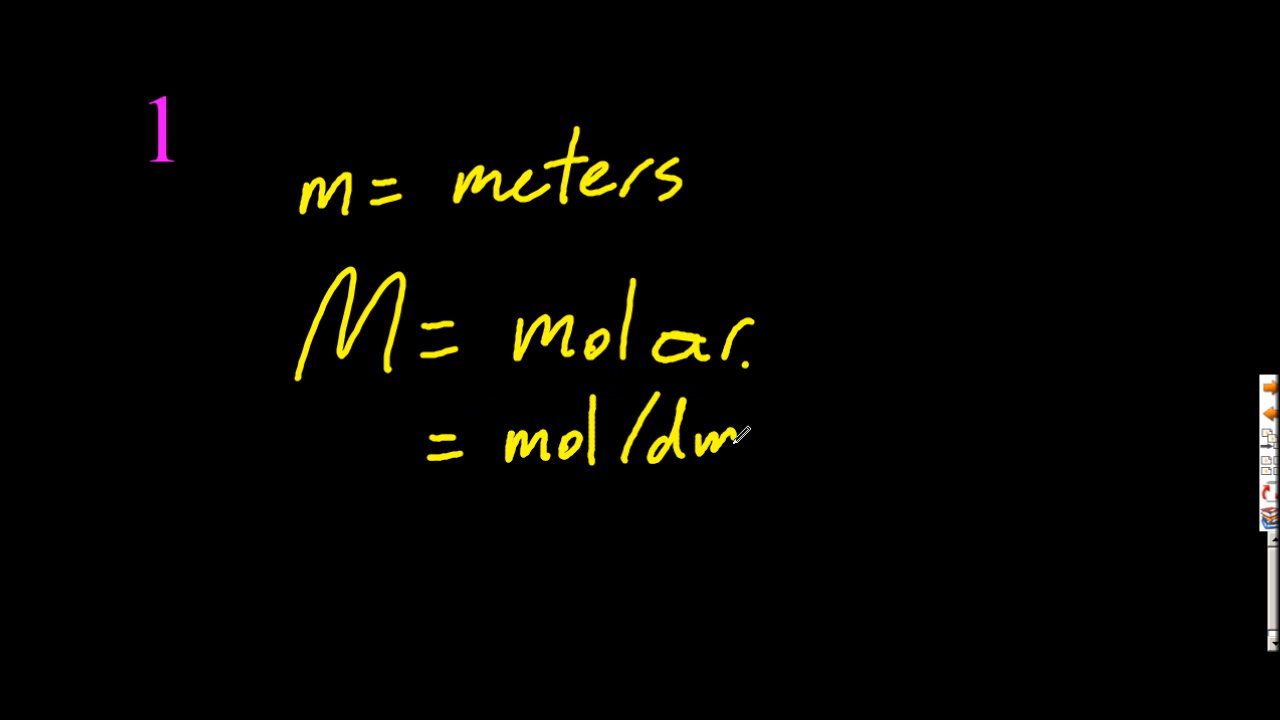 1
m = meters
M = molar.
= mol/dm